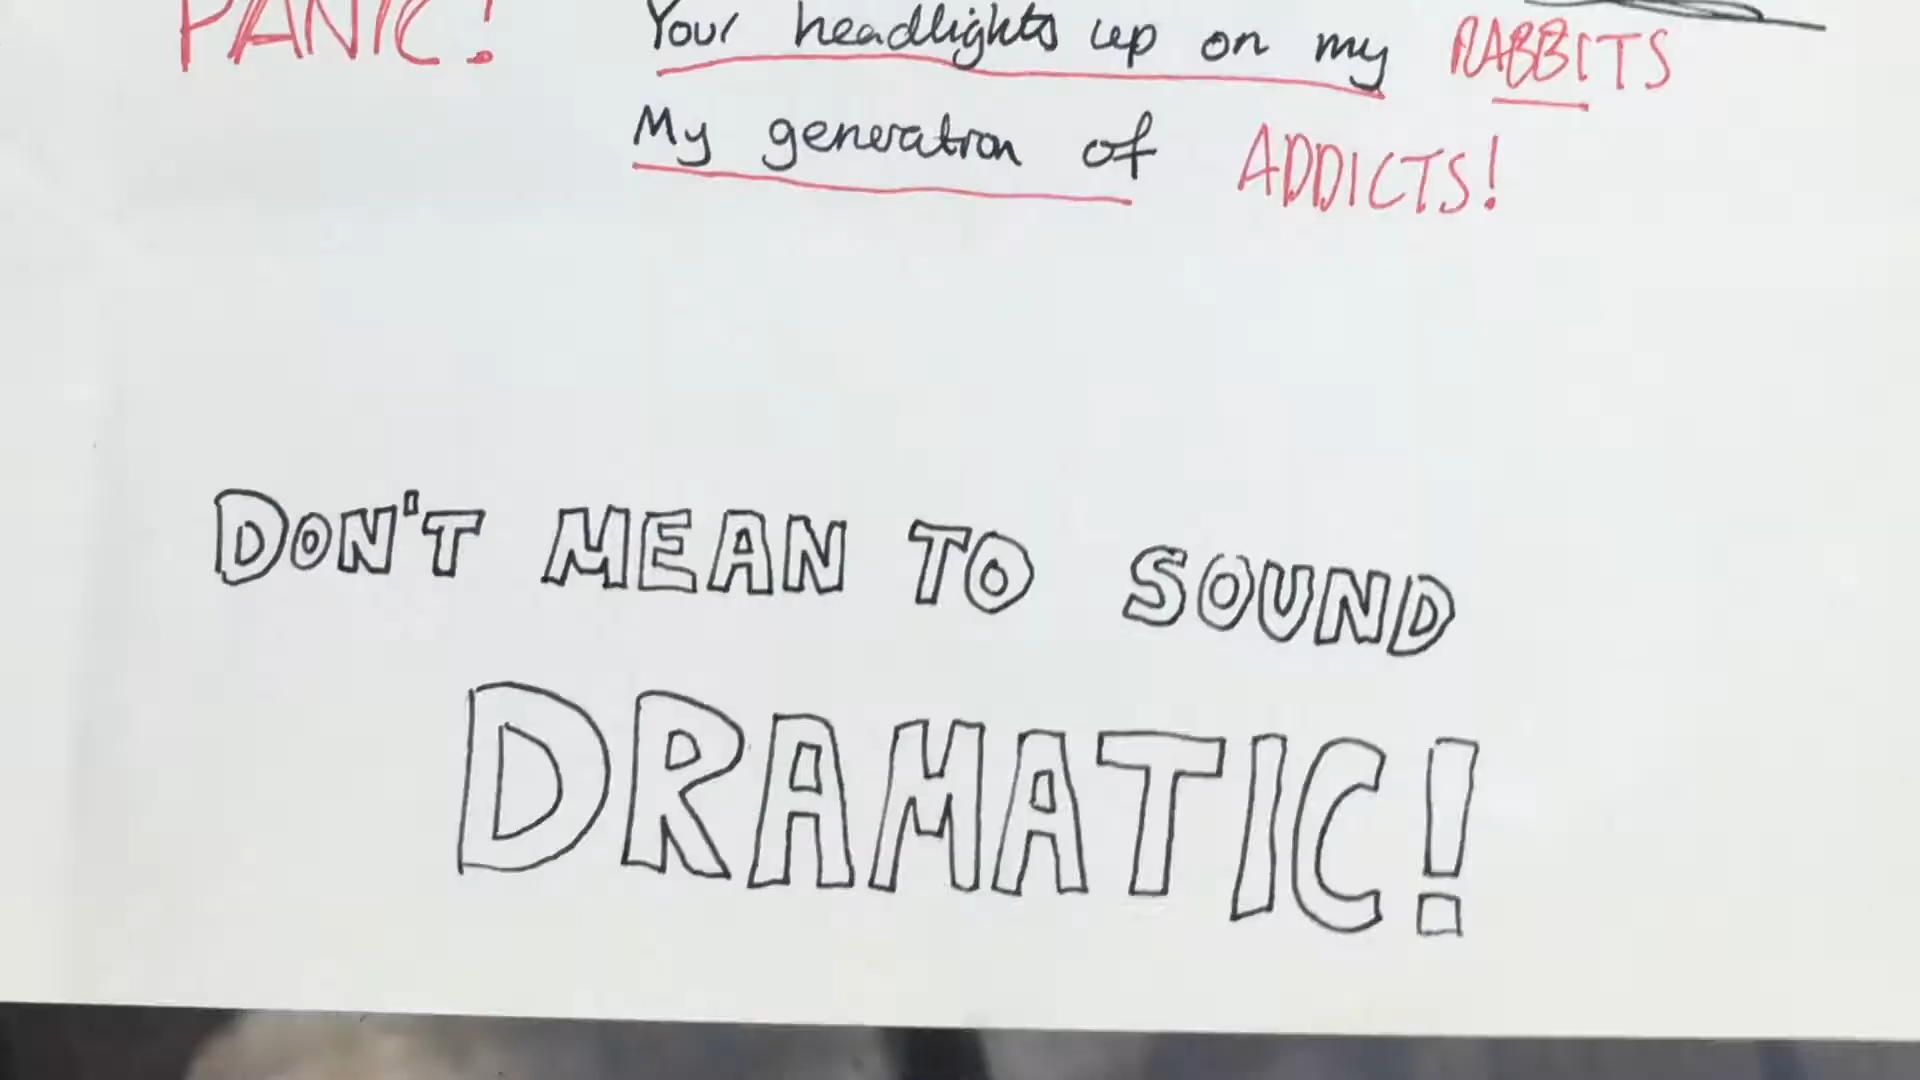 PANIC!
Your headlights up on my RABBITS
My generation of ADDICTS!
DON'T MEAN TO SOUND
DRAMATIC!